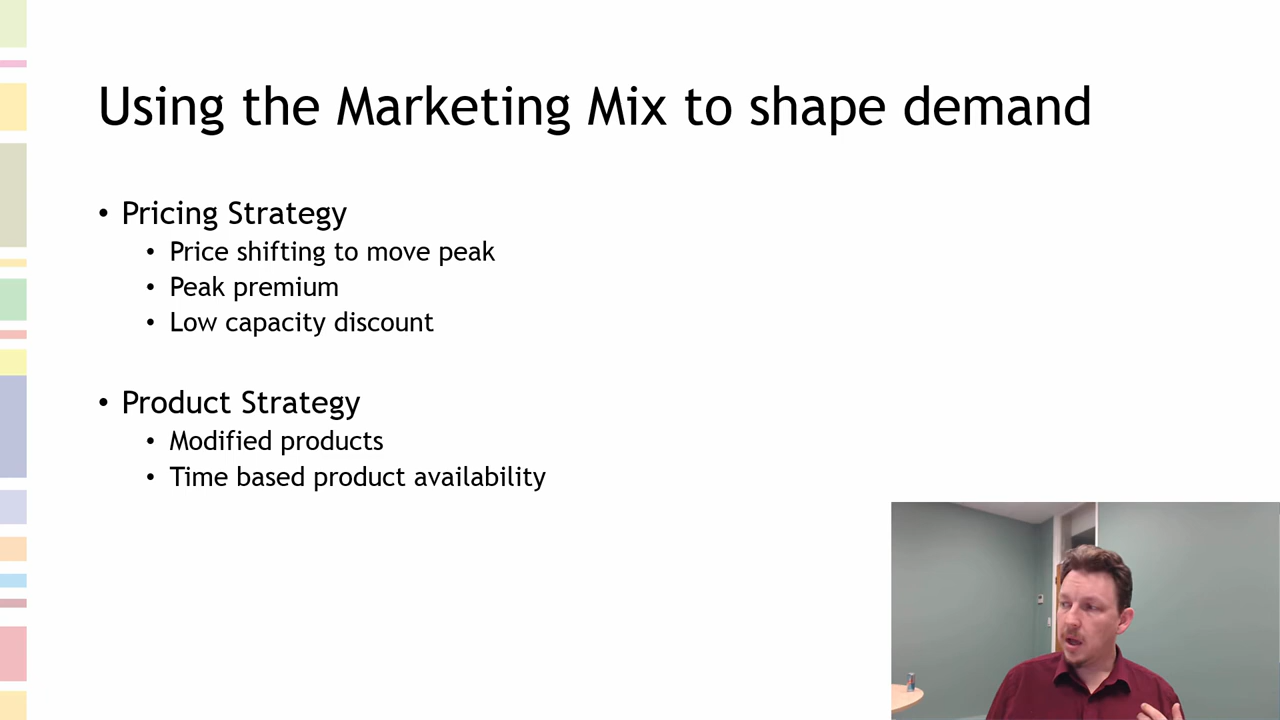 Using the Marketing Mix to shape demand
• Pricing Strategy
• Price shifting to move peak
• Peak premium
• Low capacity discount
• Product Strategy
• Modified products
• Time based product availability